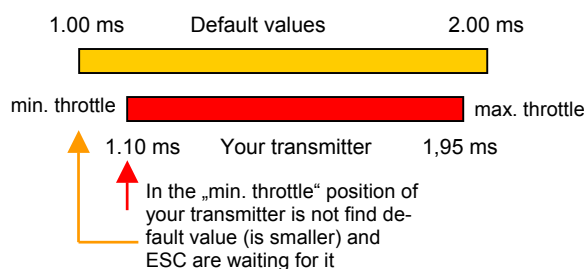 1.00 ms Default values 2.00 ms
min. throttle max. throttle
1.10 ms Your transmitter 1,95 ms
In the „min. throttle“ position of
your transmitter is not find de-
fault value (is smaller) and
ESC are waiting for it